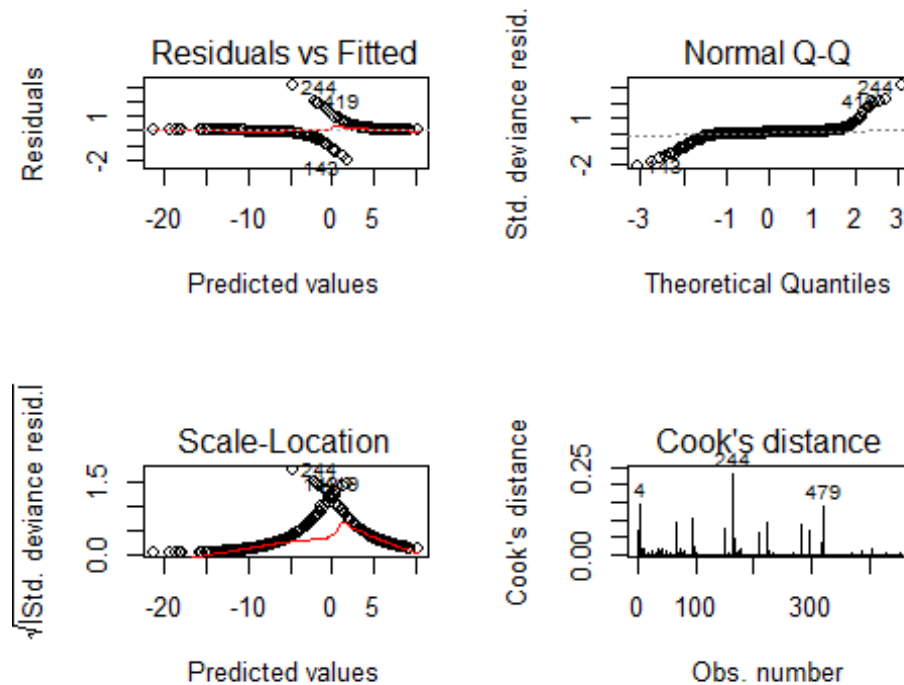 Residuals vs Fitted
Residuals
1
-2
244
419
143
-20
-10
0
5
Predicted values
Normal Q-Q
Std. deviance resid.
1
-2
244
143
-3
-1
0
1
2
3
Theoretical Quantiles
Scale-Location
√|Std. deviance resid.|
1.5
0.0
244
-20
-10
0
5
Predicted values
Cook's distance
Cook's distance
0.25
0.00
4
244
479
0
100
300
Obs. number